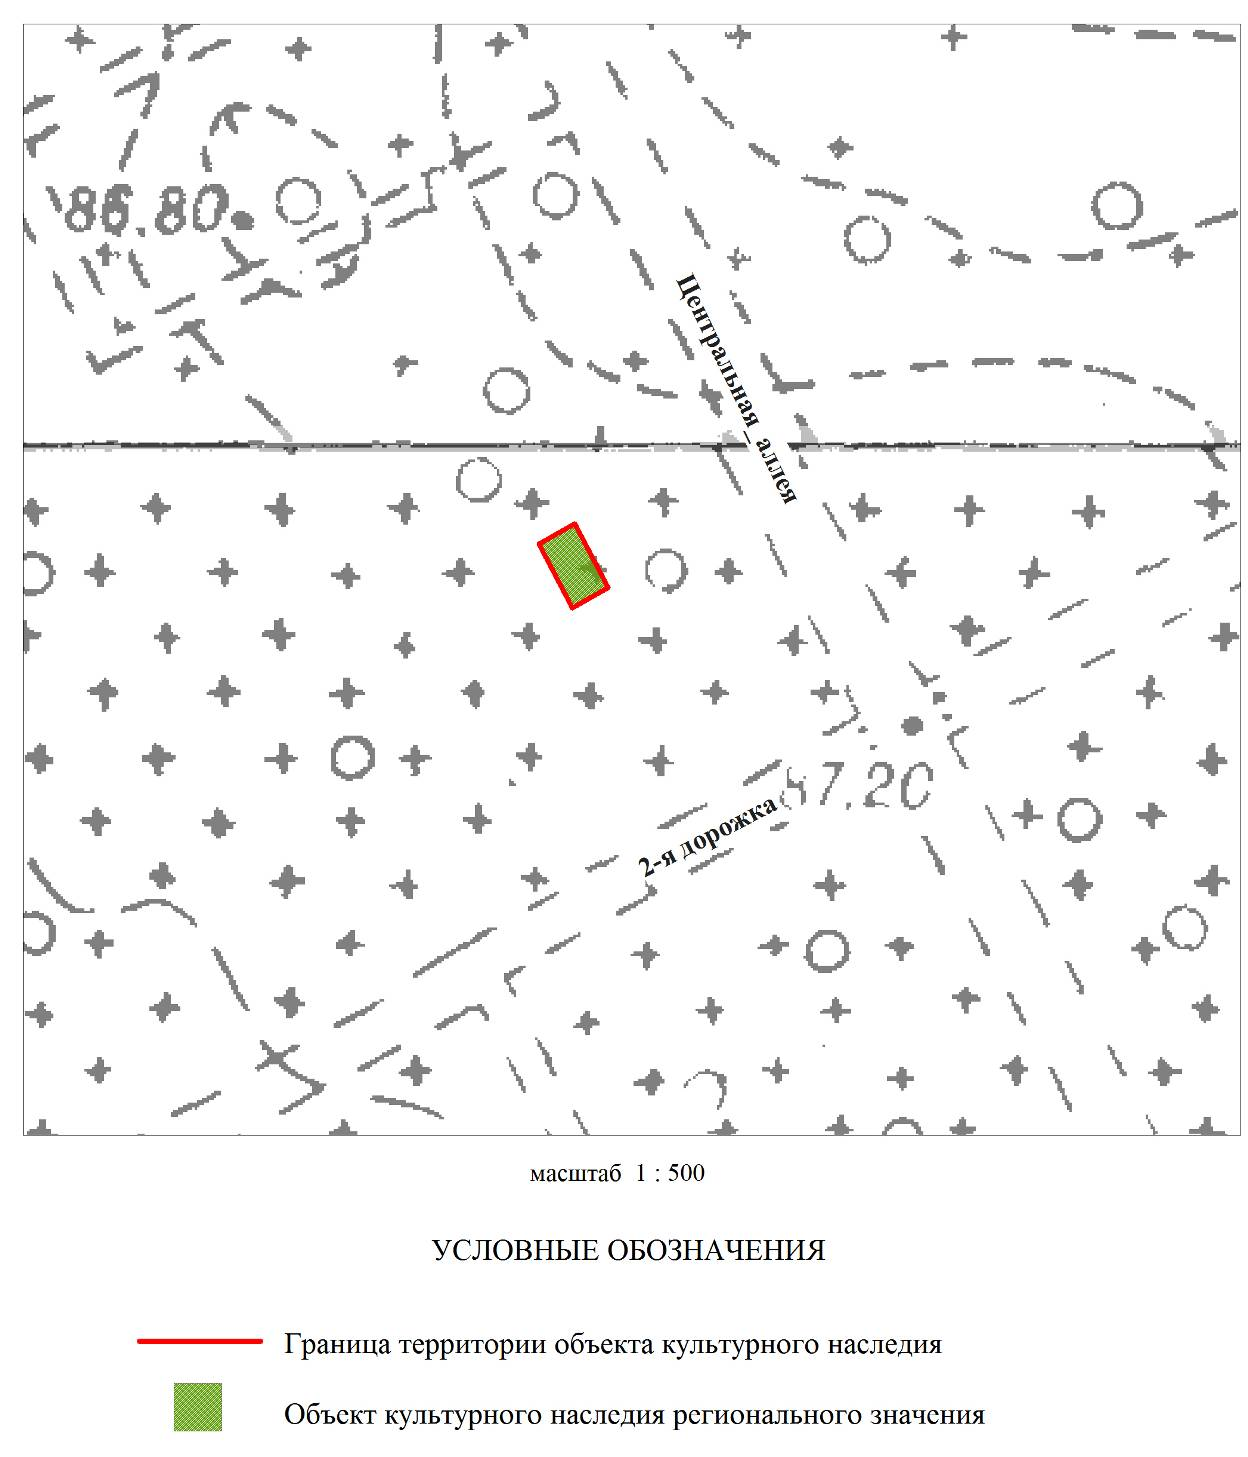 86.80
Центральная_аллея
47.20
2-я дорожка
масштаб 1 : 500
УСЛОВНЫЕ ОБОЗНАЧЕНИЯ
Граница территории объекта культурного наследия
Объект культурного наследия регионального значения